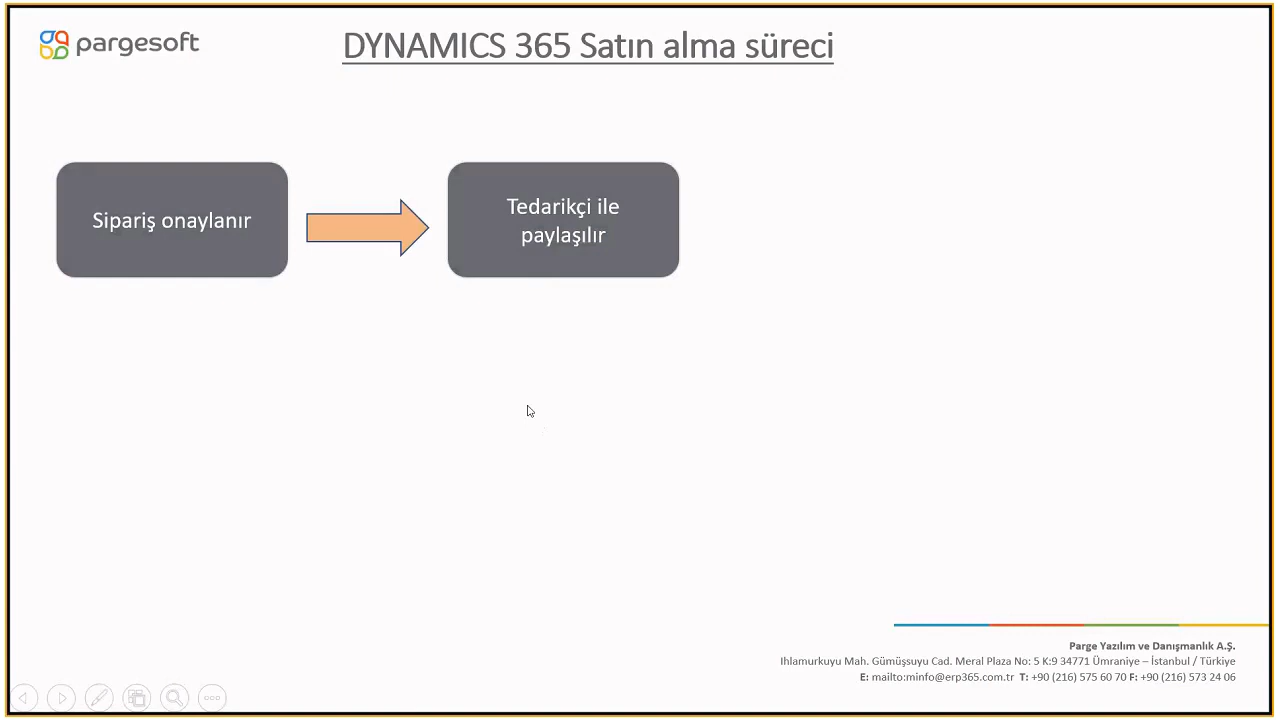 pargesoft
DYNAMICS 365 Satın alma süreci
Sipariş onaylanır
Tedarikçi ile
paylaşılır
Parge Yazılım ve Danışmanlık A.Ş.
Ihlamurkuyu Mah. Gümüşsuyu Cad. Meral Plaza No: 5 K:9 34771 Ümraniye – İstanbul / Türkiye
E: mailto:minfo@erp365.com.tr T: +90 (216) 575 60 70 F: +90 (216) 573 24 06